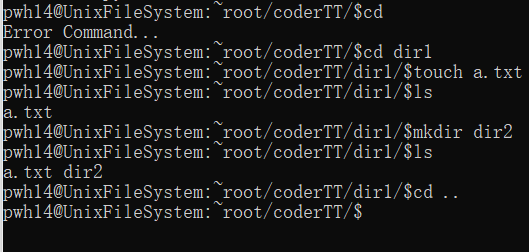 pwh14@UnixFileSystem:~root/coderTT/$cd
Error Command...
pwh14@UnixFileSystem:~root/coderTT/$cd dir1
pwh14@UnixFileSystem:~root/coderTT/dir1/$touch a.txt
pwh14@UnixFileSystem:~root/coderTT/dir1/$ls
a.txt
pwh14@UnixFileSystem:~root/coderTT/dir1/$mkdir dir2
pwh14@UnixFileSystem:~root/coderTT/dir1/$ls
a.txt dir2
pwh14@UnixFileSystem:~root/coderTT/dir1/$cd ..
pwh14@UnixFileSystem:~root/coderTT/$